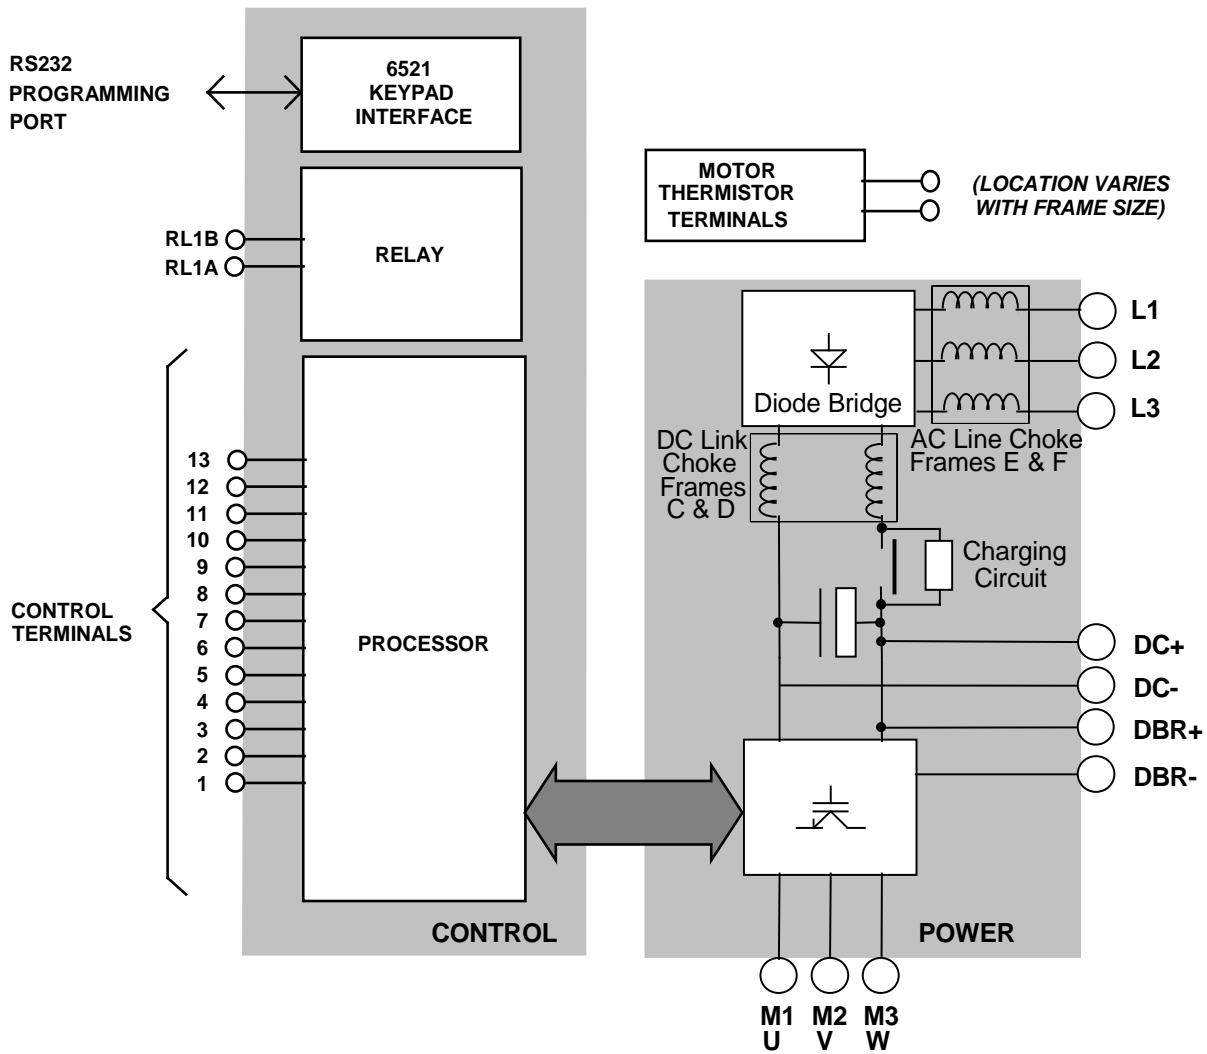 RS232
PROGRAMMING
PORT
6521
KEYPAD
INTERFACE
RL1B
RL1A
RELAY
MOTOR
THERMISTOR
TERMINALS
(LOCATION VARIES
WITH FRAME SIZE)
CONTROL
TERMINALS
13
12
11
10
9
8
7
6
5
4
3
2
1
PROCESSOR
CONTROL
Diode Bridge
L1
L2
L3
DC Link
Choke
Frames
C & D
AC Line Choke
Frames E & F
Charging
Circuit
DC+
DC-
DBR+
DBR-
POWER
M1 M2 M3
U V W